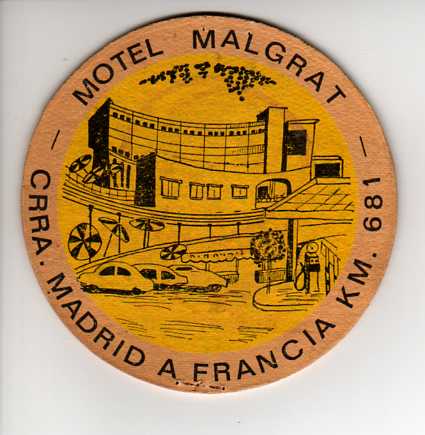 MOTEL MALGRAT
CRRA. MADRID A FRANCIA KM. 681